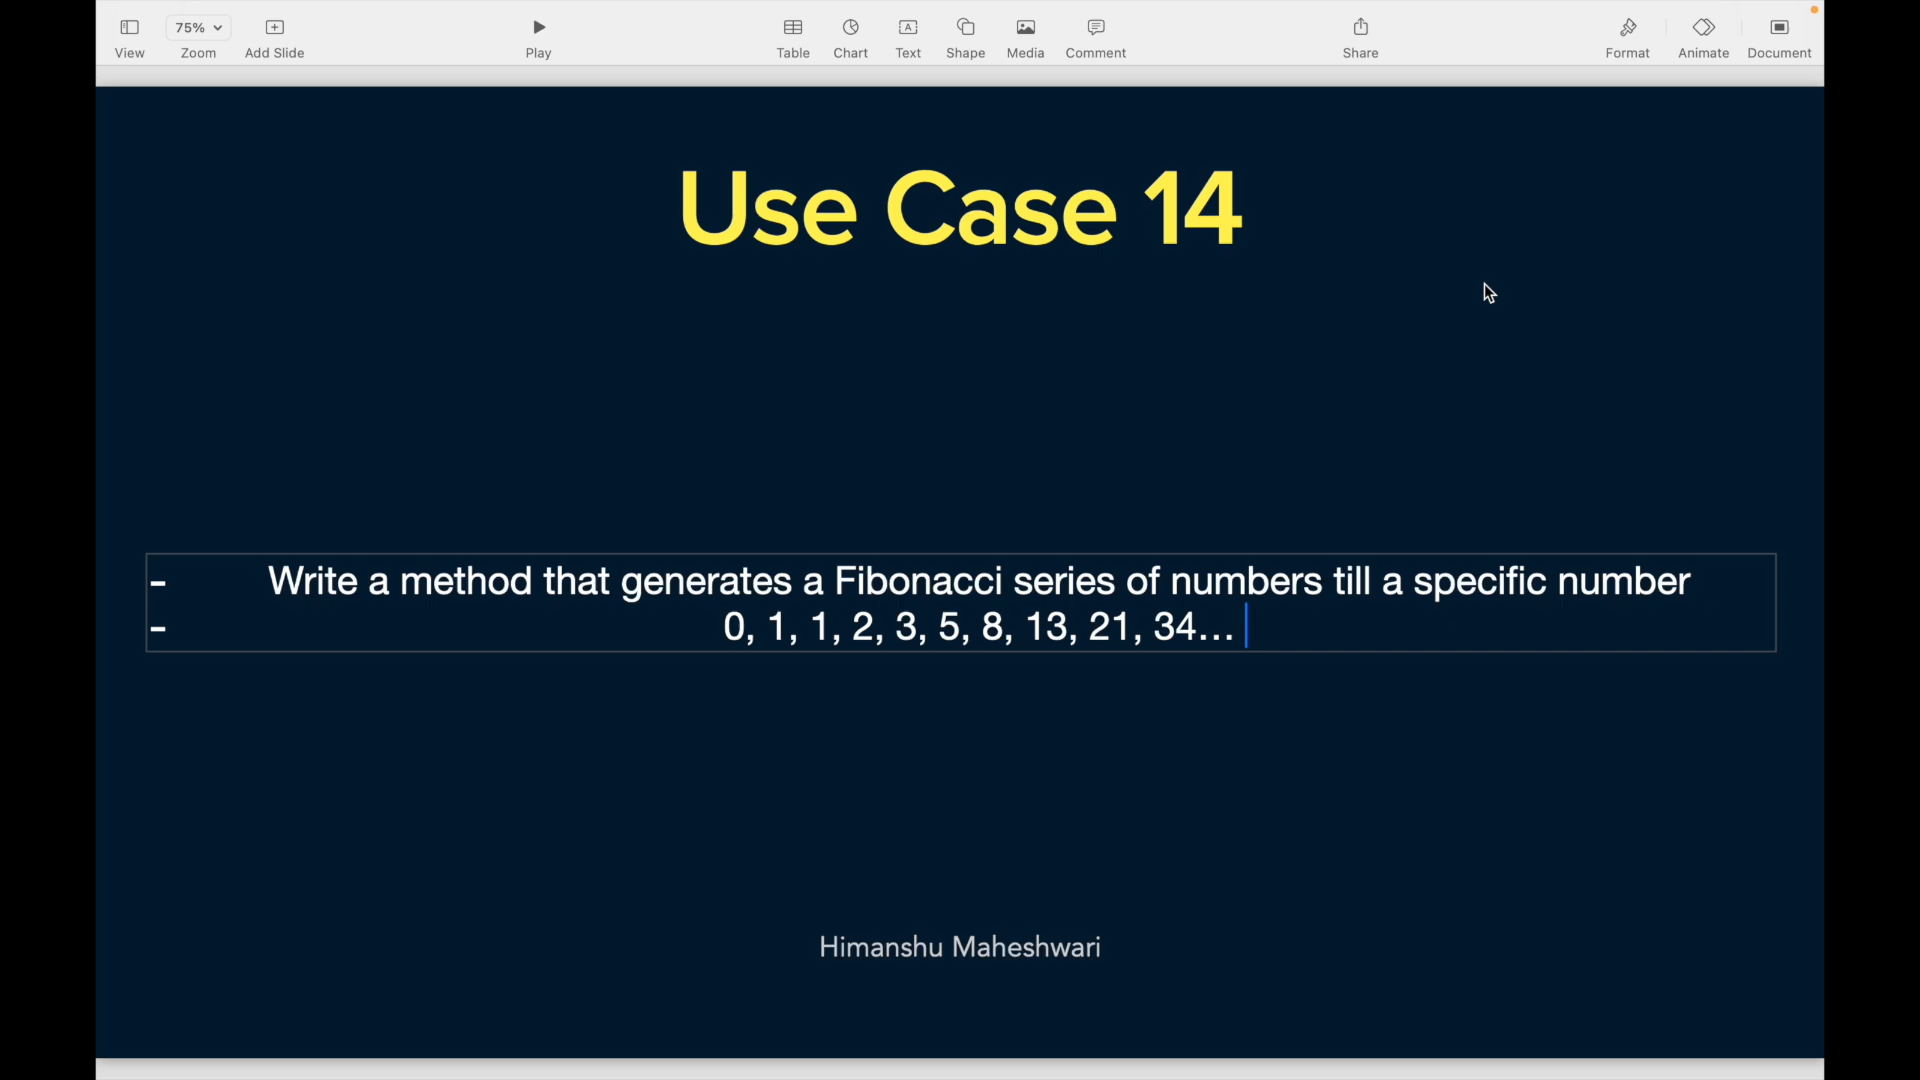 75%
View
Zoom
Add Slide
Play
Table
Chart
Text
Shape
Media
Comment
Share
Format
Animate
Document
Use Case 14
- Write a method that generates a Fibonacci series of numbers till a specific number
- 0, 1, 1, 2, 3, 5, 8, 13, 21, 34...
Himanshu Maheshwari